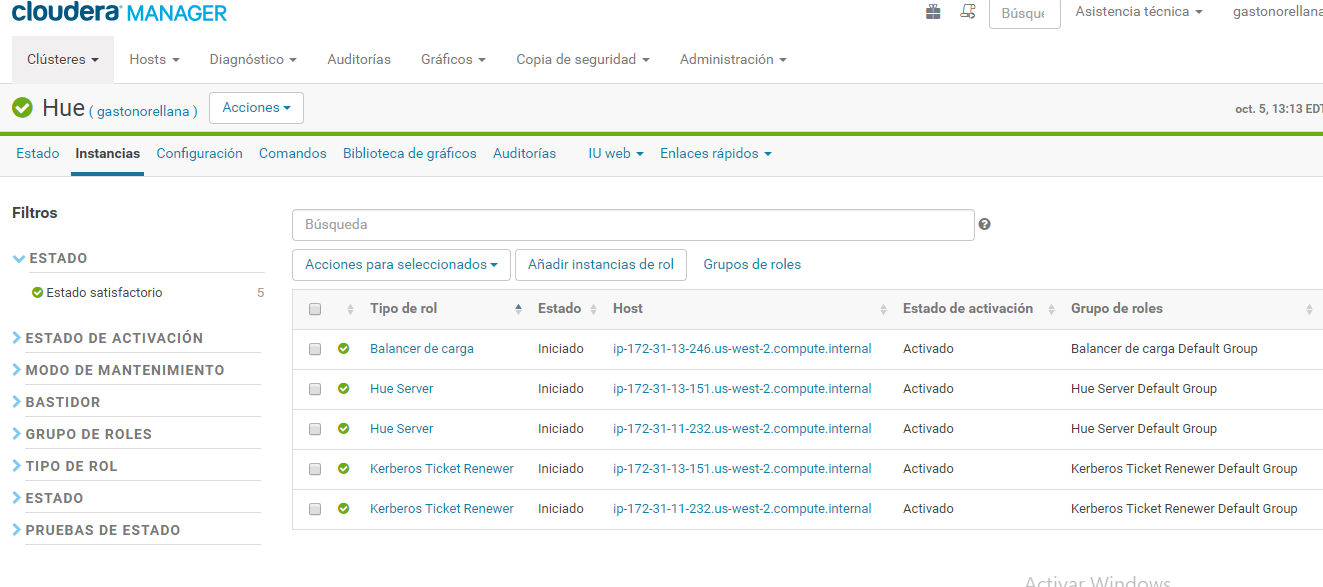 cloudera MANAGER
Búsque Asistencia técnica gastonorellana
Clústeres Hosts Diagnóstico Auditorías Gráficos Copia de seguridad Administración
Hue ( gastonorellana ) Acciones oct. 5, 13:13 EDT
Estado Instancias Configuración Comandos Biblioteca de gráficos Auditorías IU web Enlaces rápidos
Filtros
ESTADO
Estado satisfactorio 5
ESTADO DE ACTIVACIÓN
MODO DE MANTENIMIENTO
BASTIDOR
GRUPO DE ROLES
TIPO DE ROL
ESTADO
PRUEBAS DE ESTADO
Búsqueda
Acciones para seleccionados Añadir instancias de rol Grupos de roles
Tipo de rol Estado Host Estado de activación Grupo de roles
Balancer de carga Iniciado ip-172-31-13-246.us-west-2.compute.internal Activado Balancer de carga Default Group
Hue Server Iniciado ip-172-31-13-151.us-west-2.compute.internal Activado Hue Server Default Group
Hue Server Iniciado ip-172-31-11-232.us-west-2.compute.internal Activado Hue Server Default Group
Kerberos Ticket Renewer Iniciado ip-172-31-13-151.us-west-2.compute.internal Activado Kerberos Ticket Renewer Default Group
Kerberos Ticket Renewer Iniciado ip-172-31-11-232.us-west-2.compute.internal Activado Kerberos Ticket Renewer Default Group
Activar Windows